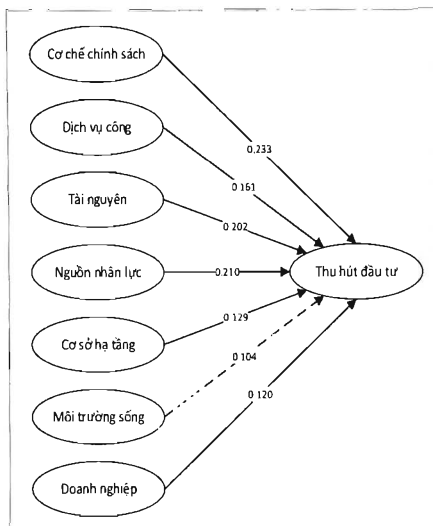 Cơ chế chính sách
0.233
Dịch vụ công
0.161
Tài nguyên
0.202
Nguồn nhân lực
0.210
Thu hút đầu tư
Cơ sở hạ tầng
0.129
Môi trường sống
0.104
Doanh nghiệp
0.120